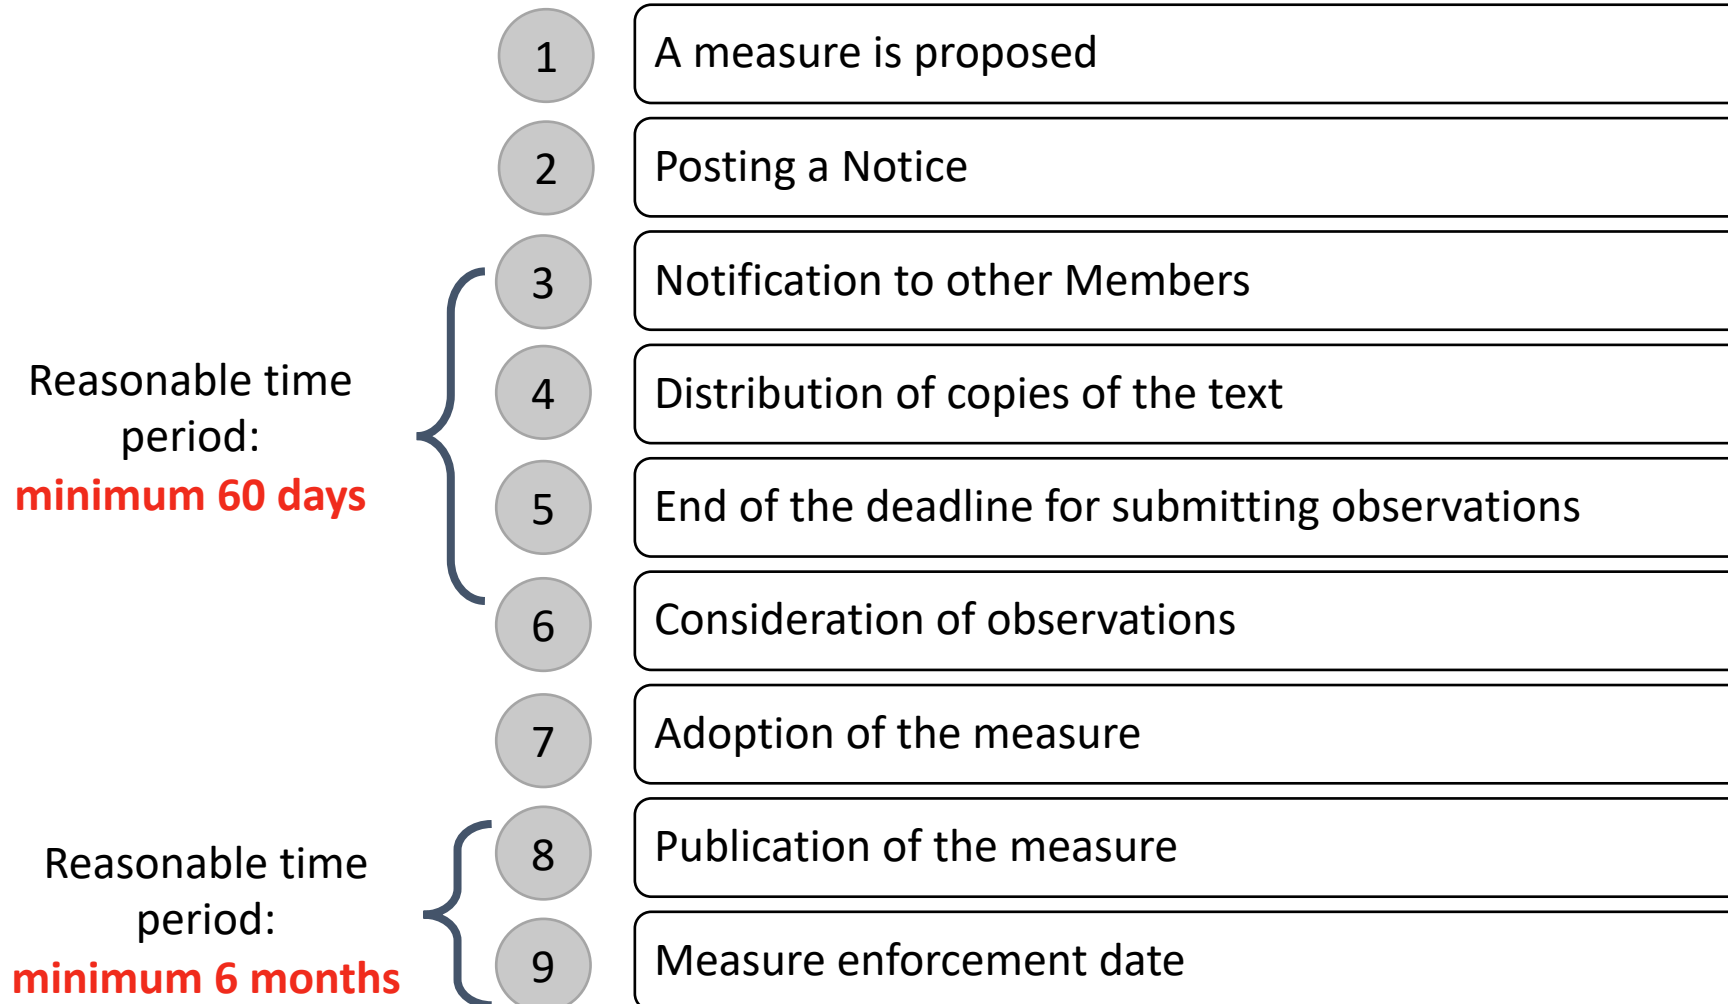 1 A measure is proposed
2 Posting a Notice
3 Notification to other Members
4 Distribution of copies of the text
5 End of the deadline for submitting observations
6 Consideration of observations
Reasonable time
period:
minimum 60 days
7 Adoption of the measure
8 Publication of the measure
9 Measure enforcement date
Reasonable time
period:
minimum 6 months